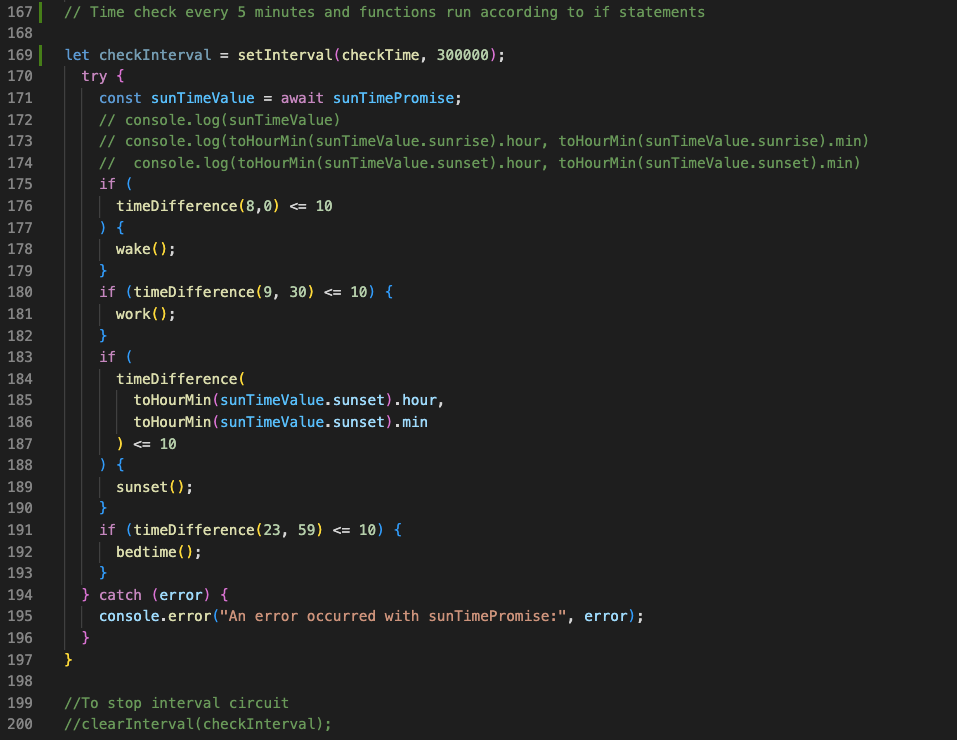 167 // Time check every 5 minutes and functions run according to if statements
168
169 let checkInterval = setInterval(checkTime, 300000);
170 try {
171 const sunTimeValue = await sunTimePromise;
172 // console.log(sunTimeValue)
173 // console.log(toHourMin(sunTimeValue.sunrise).hour, toHourMin(sunTimeValue.sunrise).min)
174 //  console.log(toHourMin(sunTimeValue.sunset).hour, toHourMin(sunTimeValue.sunset).min)
175 if (
176 timeDifference(8,0) <= 10
177 ) {
178 wake();
179 }
180 if (timeDifference(9, 30) <= 10) {
181 work();
182 }
183 if (
184 timeDifference(
185 toHourMin(sunTimeValue.sunset).hour,
186 toHourMin(sunTimeValue.sunset).min
187 ) <= 10
188 ) {
189 sunset();
190 }
191 if (timeDifference(23, 59) <= 10) {
192 bedtime();
193 }
194 } catch (error) {
195 console.error("An error occurred with sunTimePromise:", error);
196 }
197 }
198
199 //To stop interval circuit
200 //clearInterval(checkInterval);